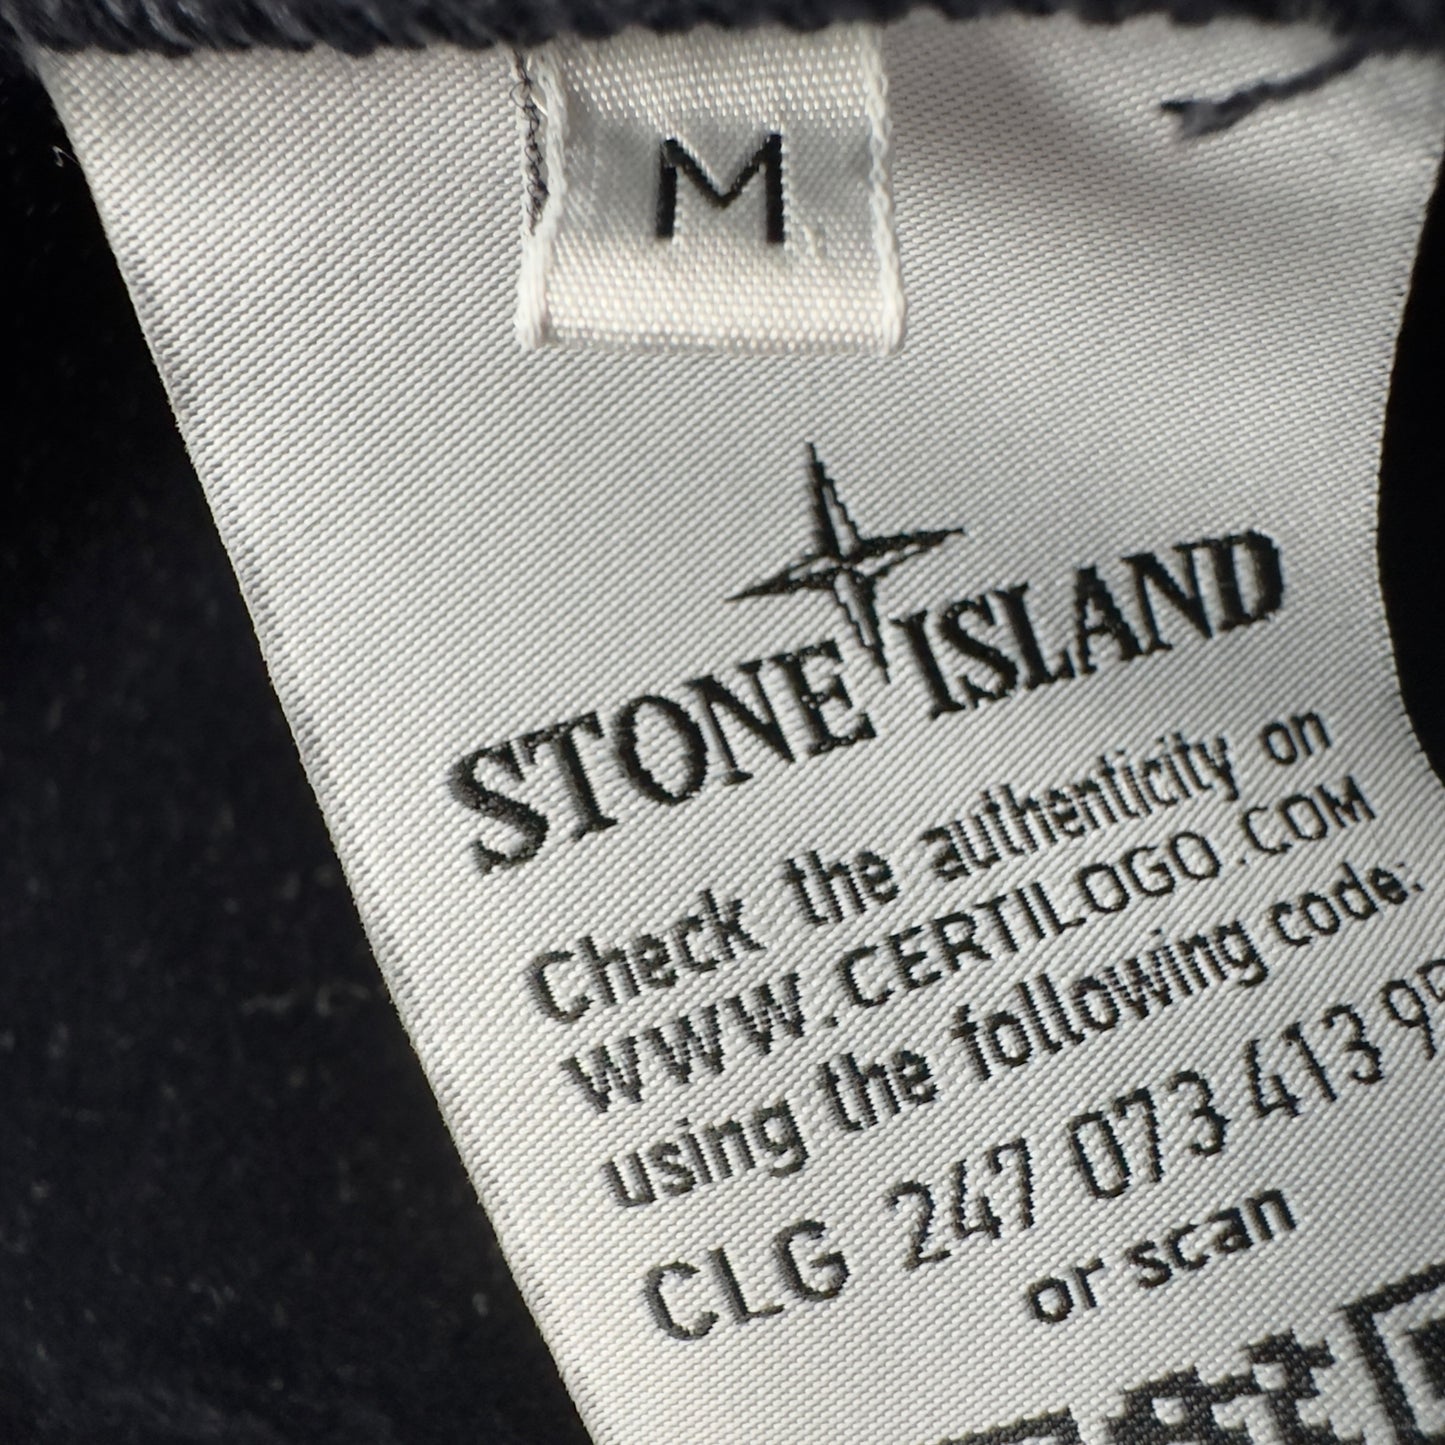 M
STONE ISLAND
Check the authenticity on
WWW.CERTILOGO.COM
using the following code:
CLG 247 073 413 9
or scan